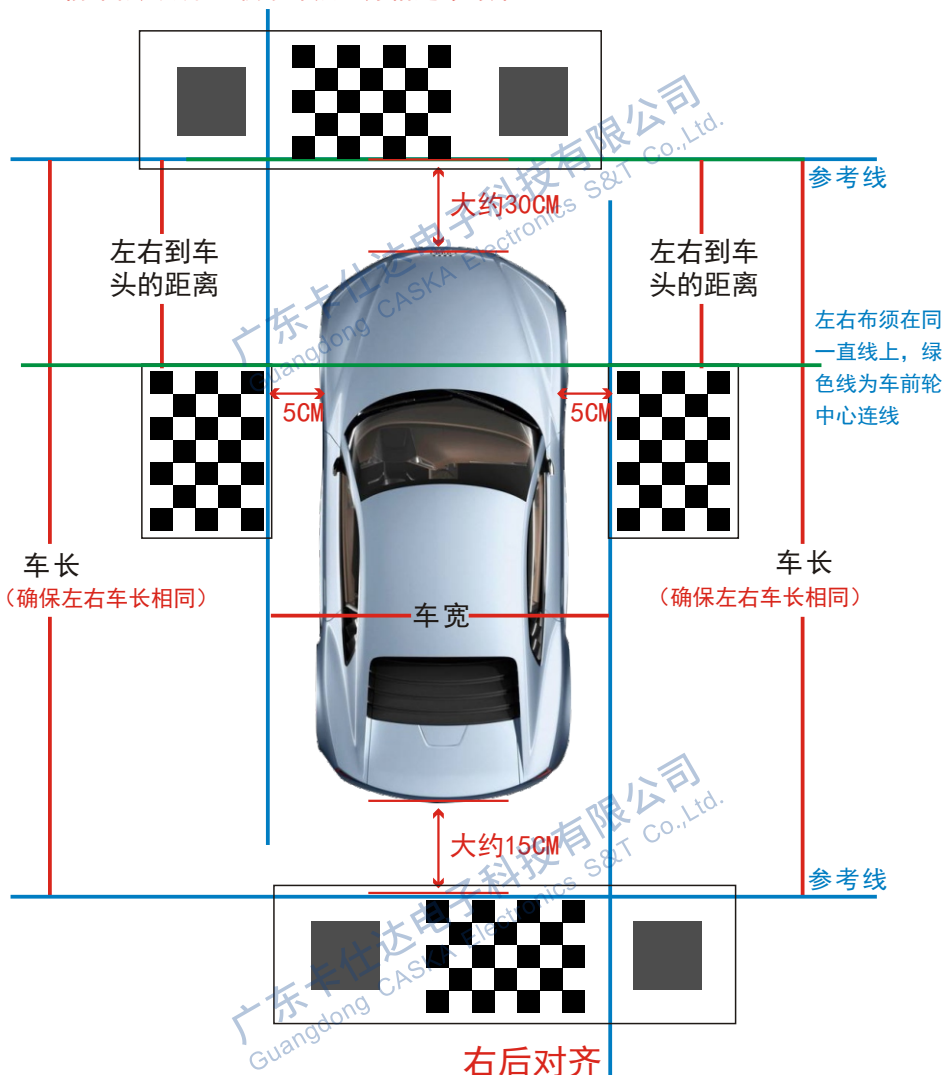 广东卡仕达电子科技有限公司
Guangdong CASKA Electronics S&T Co.,Ltd.
参考线
大约30CM
左右到车
头的距离
左右到车
头的距离
左右布须在同
一直线上，绿
色线为车前轮
中心连线
5CM
5CM
车长
（确保左右车长相同）
车长
（确保左右车长相同）
车宽
大约15CM
参考线
广东卡仕达电子科技有限公司
Guangdong CASKA Electronics S&T Co.,Ltd.
右后对齐